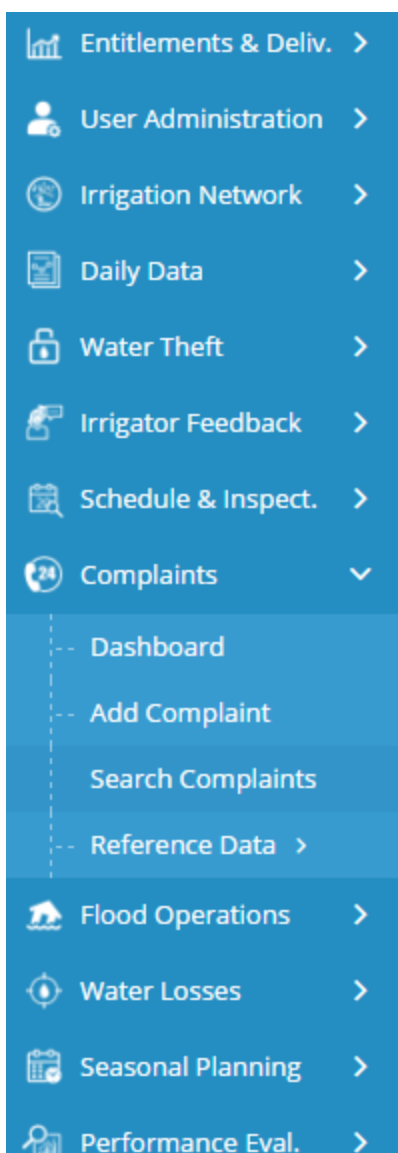 Entitlements & Deliv.
User Administration
Irrigation Network
Daily Data
Water Theft
Irrigator Feedback
Schedule & Inspect.
24 Complaints
Dashboard
Add Complaint
Search Complaints
Reference Data
Flood Operations
Water Losses
Seasonal Planning
Performance Eval.